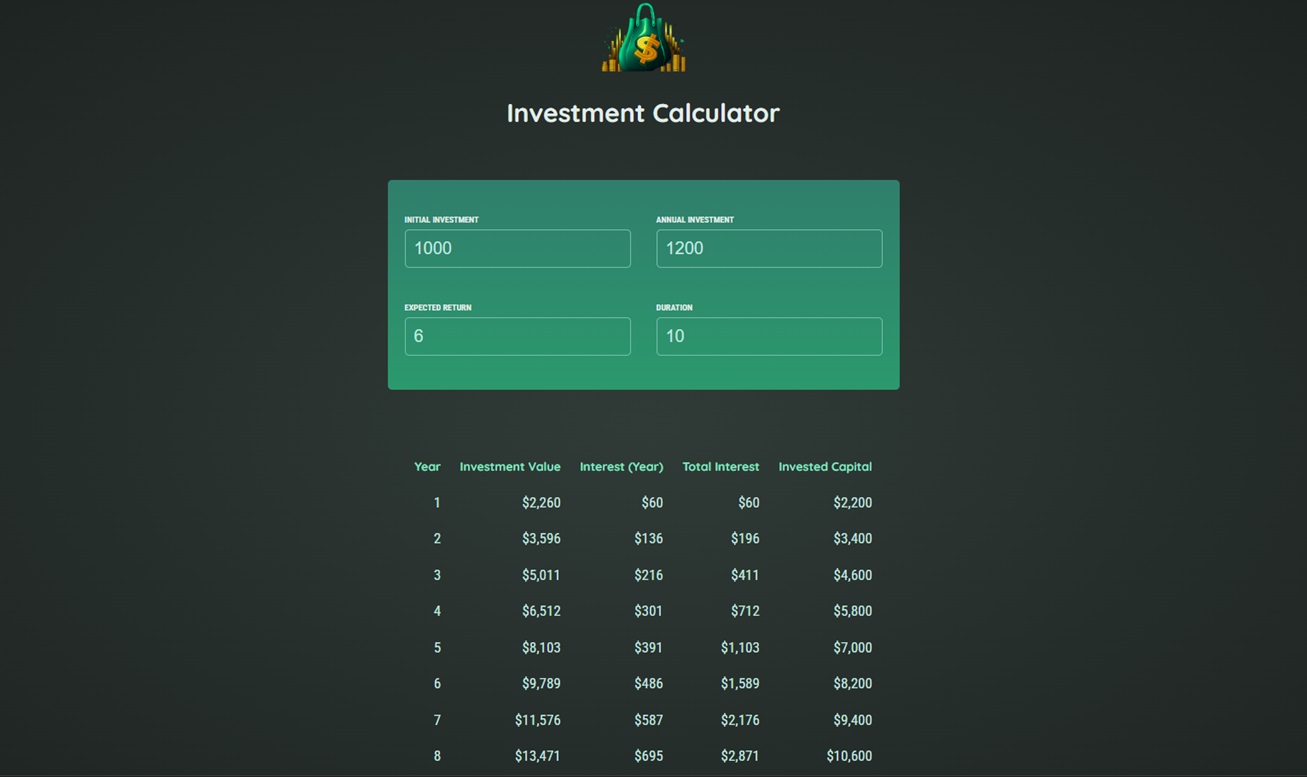 $
Investment Calculator
INITIAL INVESTMENT ANNUAL INVESTMENT
1000 1200
EXPECTED RETURN DURATION
6 10
Year Investment Value Interest (Year) Total Interest Invested Capital
1 $2,260 $60 $60 $2,200
2 $3,596 $136 $196 $3,400
3 $5,011 $216 $411 $4,600
4 $6,512 $301 $712 $5,800
5 $8,103 $391 $1,103 $7,000
6 $9,789 $486 $1,589 $8,200
7 $11,576 $587 $2,176 $9,400
8 $13,471 $695 $2,871 $10,600